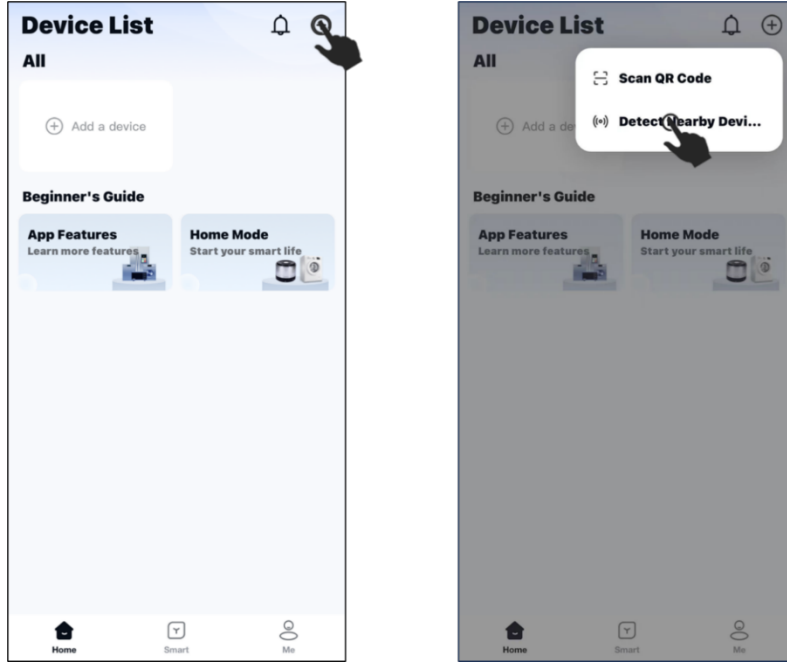 Device List
All
Add a device
Beginner's Guide
App Features
Learn more features
Home Mode
Start your smart life
Home
Smart
Me
Device List
All
Scan QR Code
Add a de
Detect Nearby Devi...
Beginner's Guide
App Features
Learn more features
Home Mode
Start your smart life
Home
Smart
Me